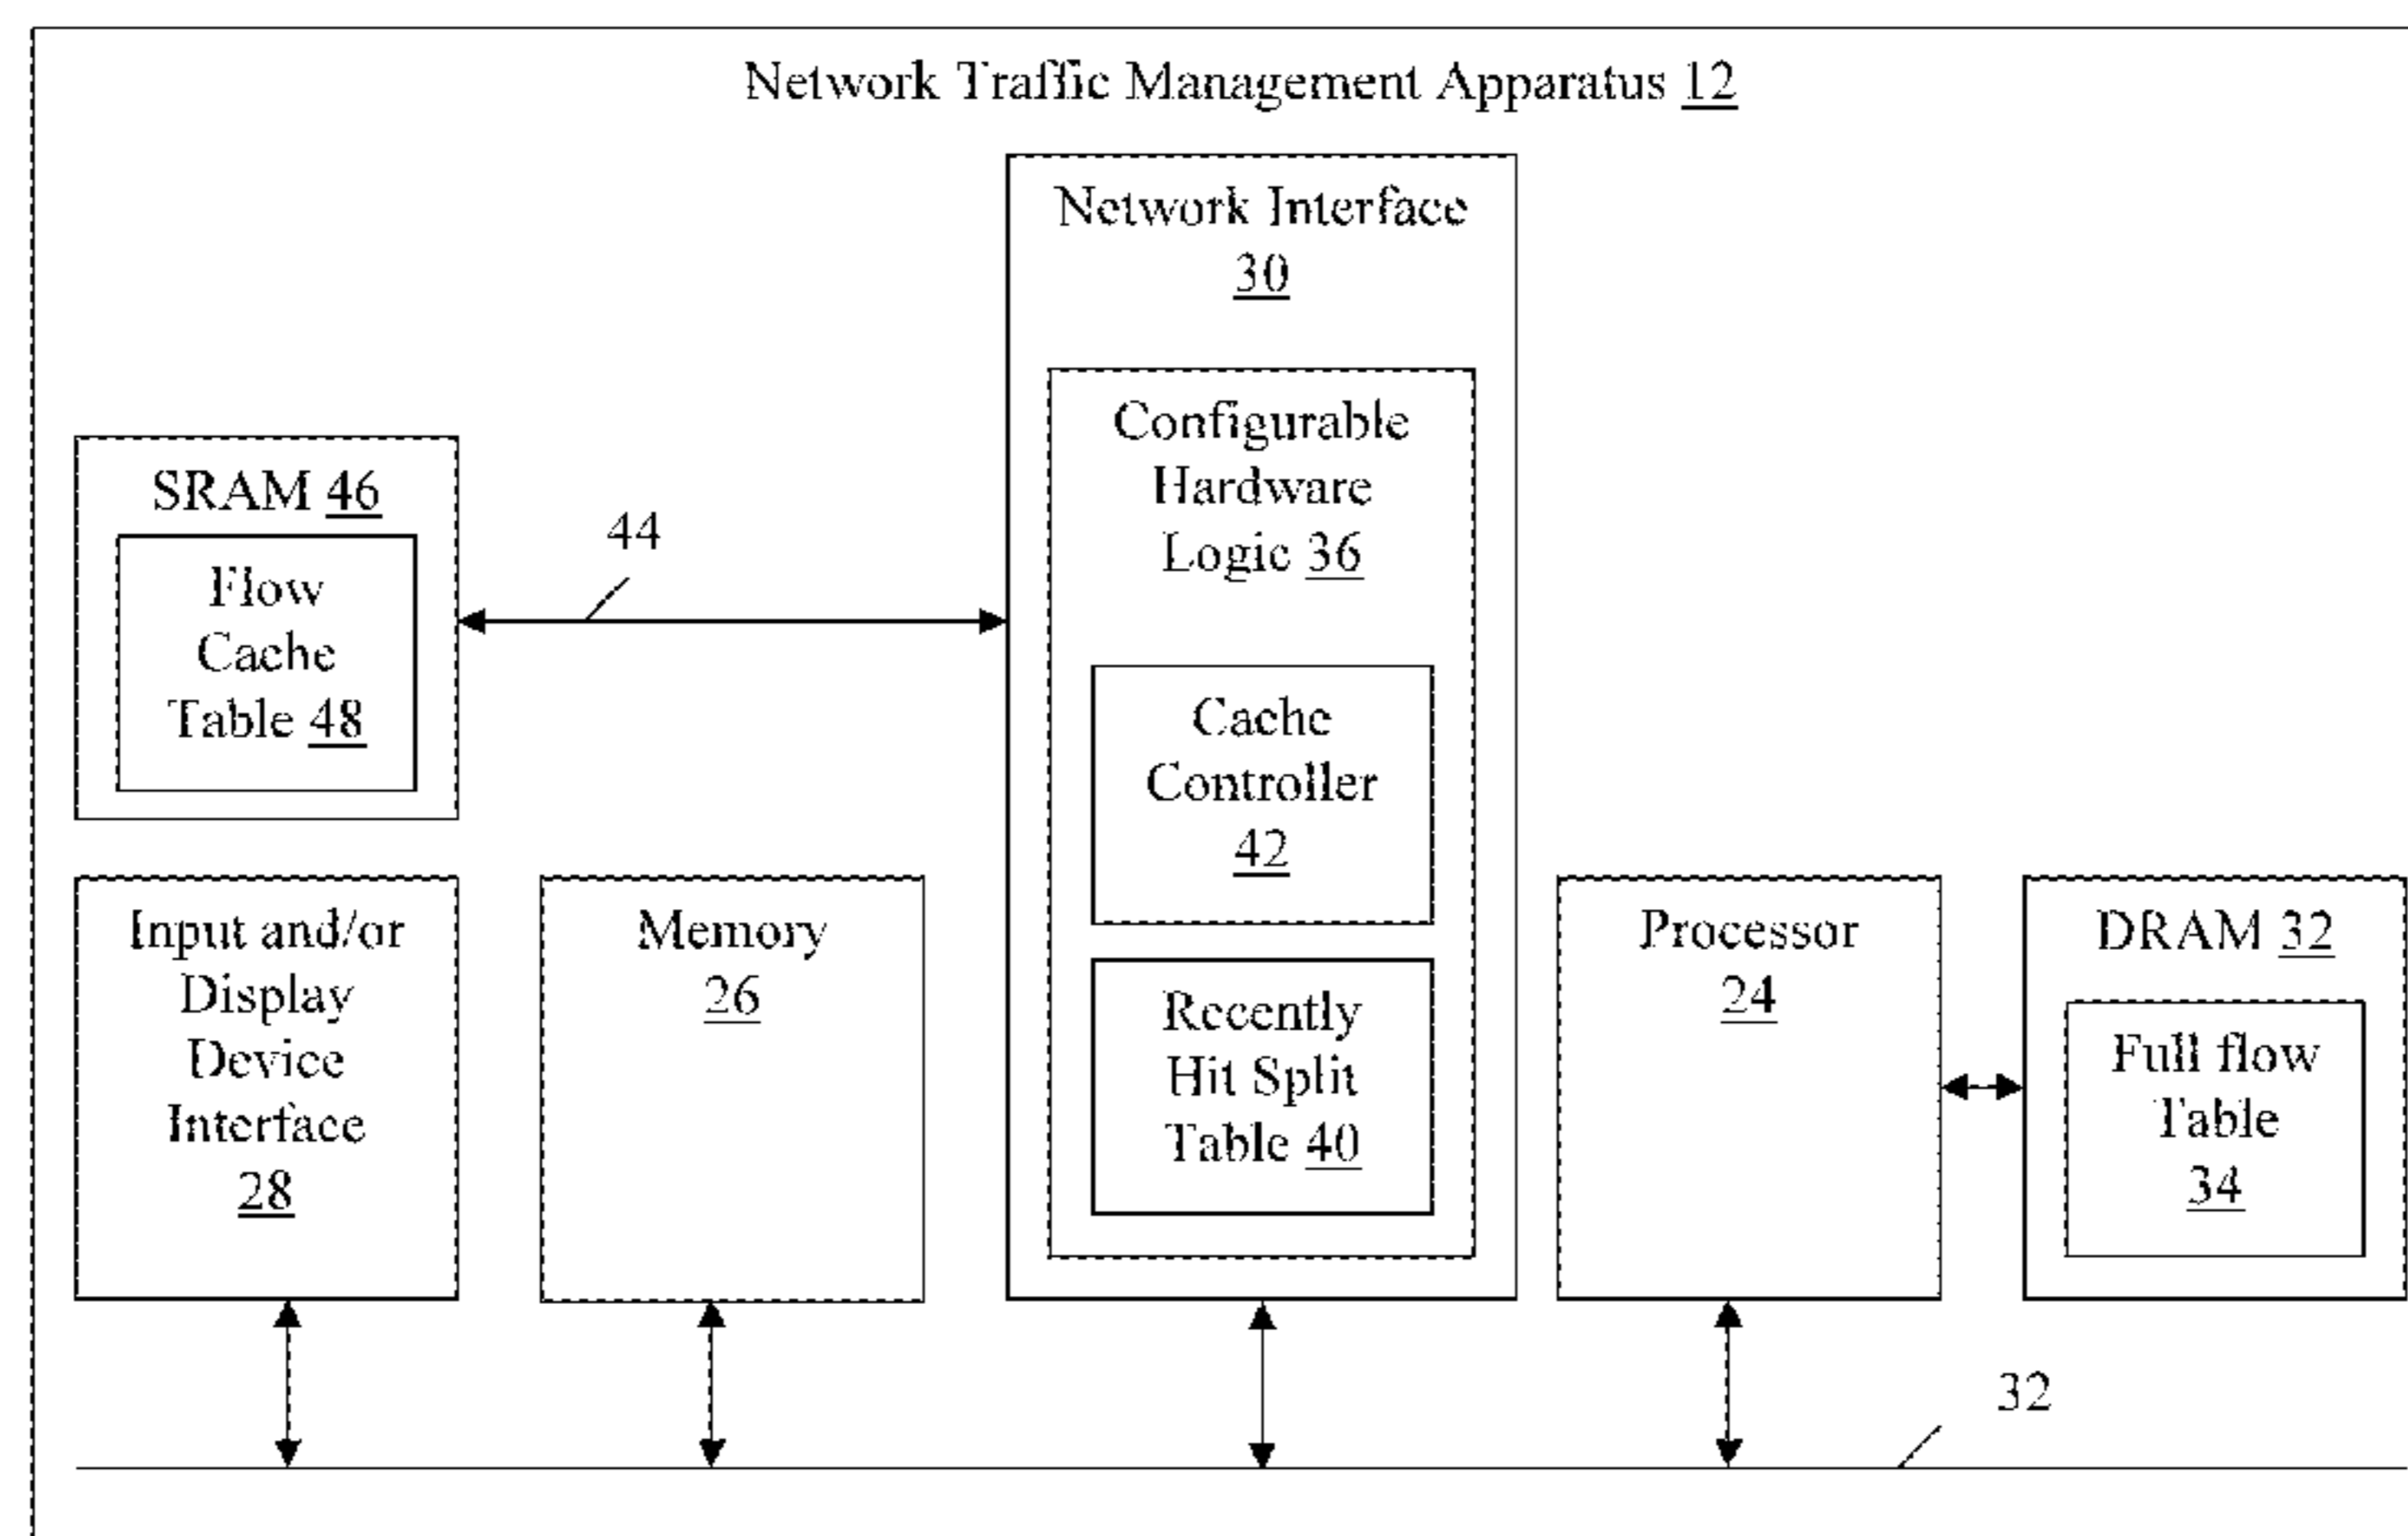 Network Traffic Management Apparatus 12
Network Interface
30
Configurable
Hardware
Logic 36
SRAM 46
Flow
Cache
Table 48
44
Cache
Controller
42
Recently
Hit Split
Table 40
Input and/or
Display
Device
Interface
28
Memory
26
Processor
24
DRAM 32
Full flow
Table
34
32